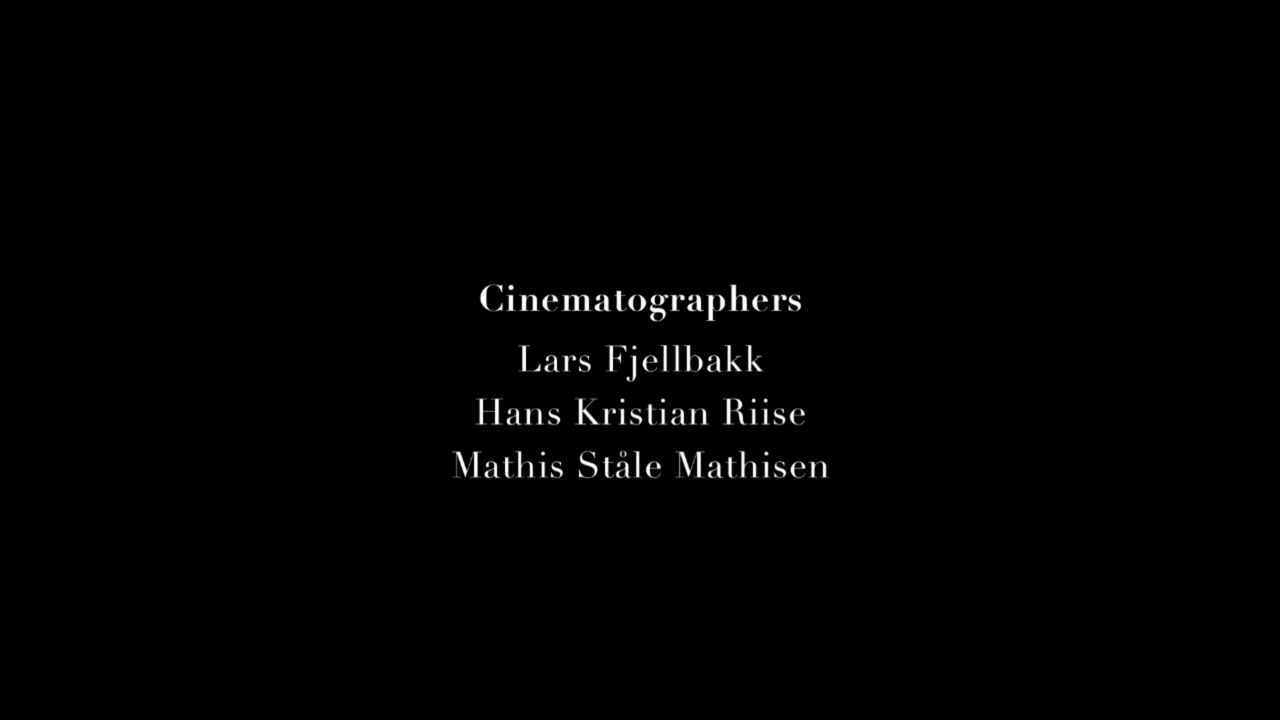 Cinematographers
Lars Fjellbakk
Hans Kristian Riise
Mathis Ståle Mathisen